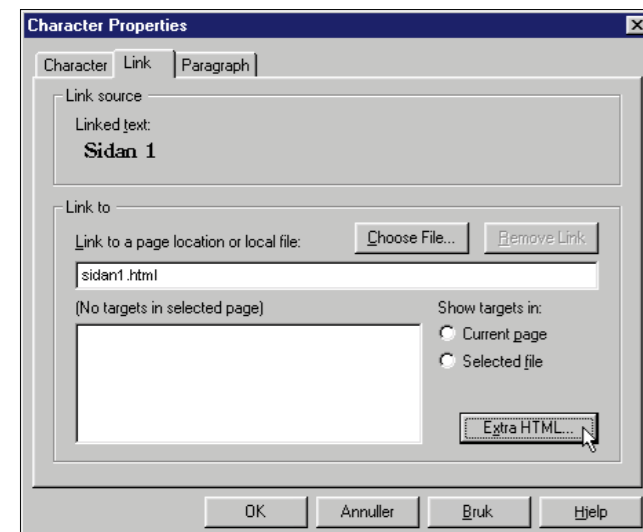 Character Properties
Character Link Paragraph
Link source
Linked text:
Sidan 1
Link to
Link to a page location or local file: Choose File... Remove Link
sidan1.html
(No targets in selected page) Show targets in:
Current page
Selected file
Extra HTML...
OK Annuller Bruk Hjelp